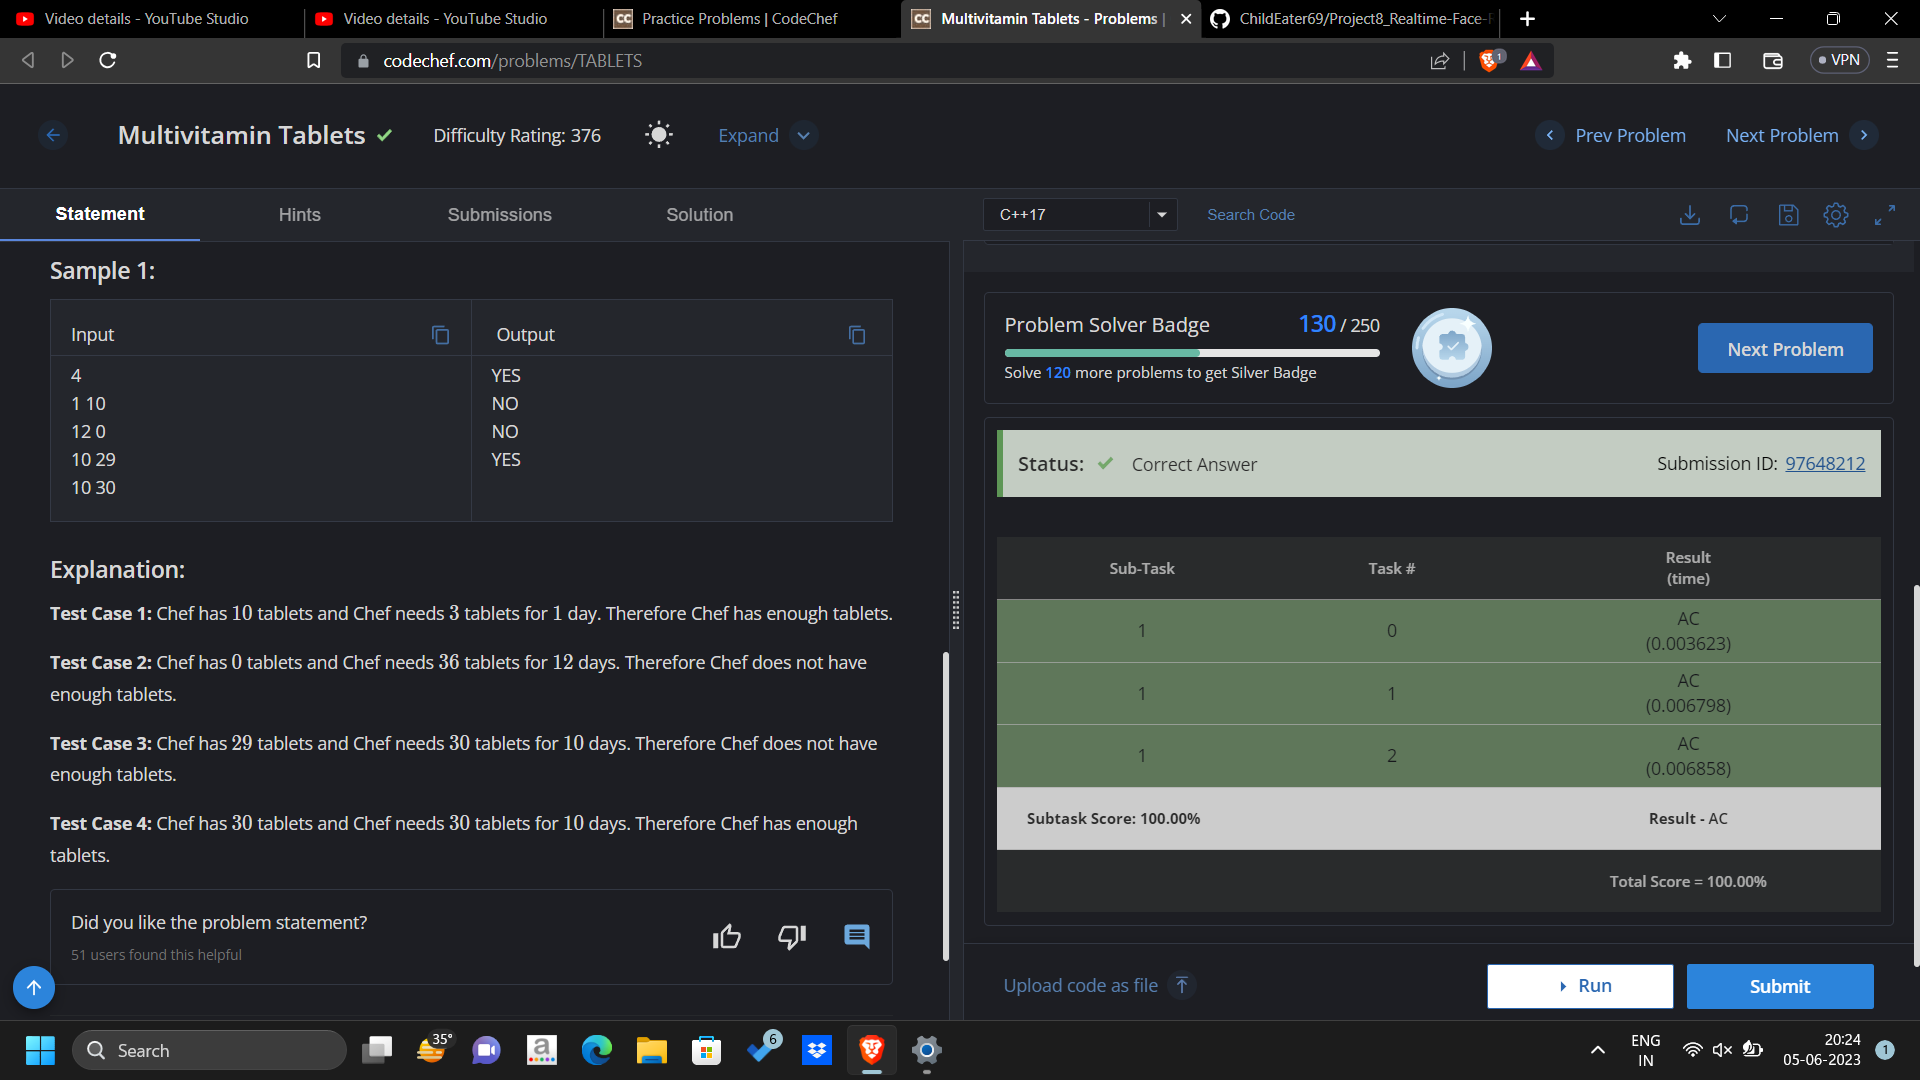 Video details - YouTube Studio
Video details - YouTube Studio
CC Practice Problems | CodeChef
CC Multivitamin Tablets - Problems |
ChildEater69/Project8_Realtime-Face-
codechef.com/problems/TABLETS
1
VPN
Multivitamin Tablets
Difficulty Rating: 376
Expand
Prev Problem
Next Problem
Statement
Hints
Submissions
Solution
C++17
Search Code
Sample 1:
Input
Output
4
1 10
12 0
10 29
10 30
YES
NO
NO
YES
Explanation:
Test Case 1: Chef has 10 tablets and Chef needs 3 tablets for 1 day. Therefore Chef has enough tablets.
Test Case 2: Chef has 0 tablets and Chef needs 36 tablets for 12 days. Therefore Chef does not have
enough tablets.
Test Case 3: Chef has 29 tablets and Chef needs 30 tablets for 10 days. Therefore Chef does not have
enough tablets.
Test Case 4: Chef has 30 tablets and Chef needs 30 tablets for 10 days. Therefore Chef has enough
tablets.
Did you like the problem statement?
51 users found this helpful
Problem Solver Badge
130 / 250
Solve 120 more problems to get Silver Badge
Next Problem
Status: Correct Answer
Submission ID: 97648212
Sub-Task Task # Result
(time)
1 0 AC
(0.003623)
1 1 AC
(0.006798)
1 2 AC
(0.006858)
Subtask Score: 100.00% Result - AC
Total Score = 100.00%
Upload code as file
Run
Submit
Search
35°
a
6
ENG
IN
20:24
05-06-2023
1